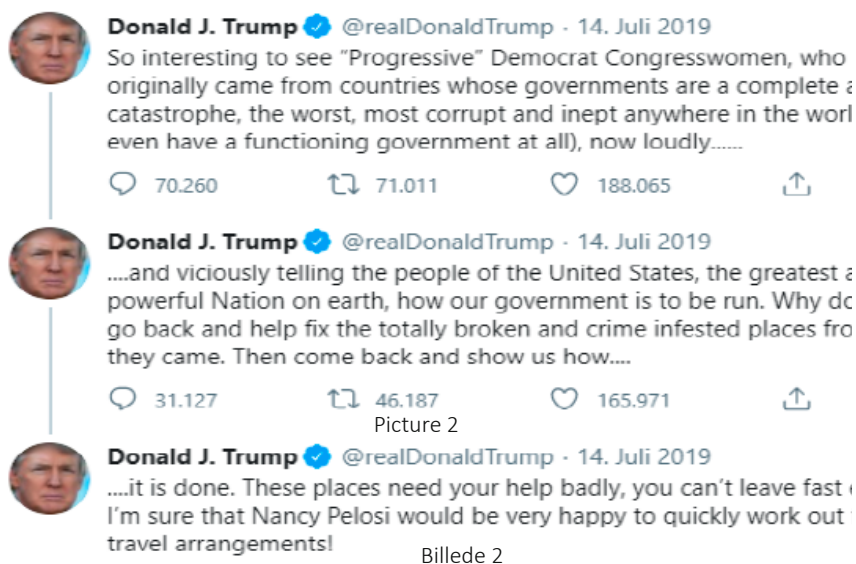 Donald J. Trump @realDonaldTrump · 14. Juli 2019
So interesting to see “Progressive” Democrat Congresswomen, who
originally came from countries whose governments are a complete a
catastrophe, the worst, most corrupt and inept anywhere in the worl
even have a functioning government at all), now loudly......
70.260 71.011 188.065
Donald J. Trump @realDonaldTrump · 14. Juli 2019
....and viciously telling the people of the United States, the greatest a
powerful Nation on earth, how our government is to be run. Why do
go back and help fix the totally broken and crime infested places fro
they came. Then come back and show us how....
31.127 46.187 165.971
Picture 2
Donald J. Trump @realDonaldTrump · 14. Juli 2019
....it is done. These places need your help badly, you can’t leave fast
I’m sure that Nancy Pelosi would be very happy to quickly work out
travel arrangements!
Billede 2